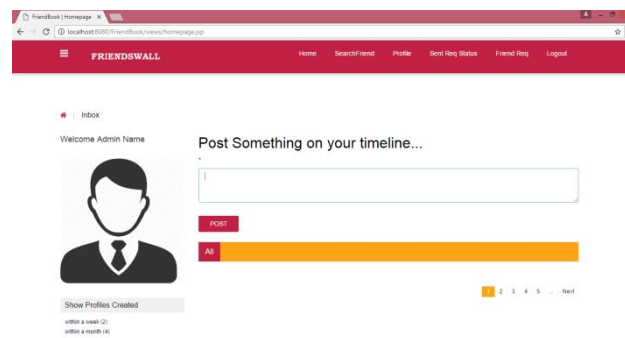 FriendBook | Homepage
localhost:8080/FriendBook/views/homepage.jsp
FRIENDSWALL Home SearchFriend Profile Sent Req Status Friend Req Logout
Inbox
Welcome Admin Name
Post Something on your timeline...
POST
All
1 2 3 4 5 ... Next
Show Profiles Created
within a week (2)
within a month (4)